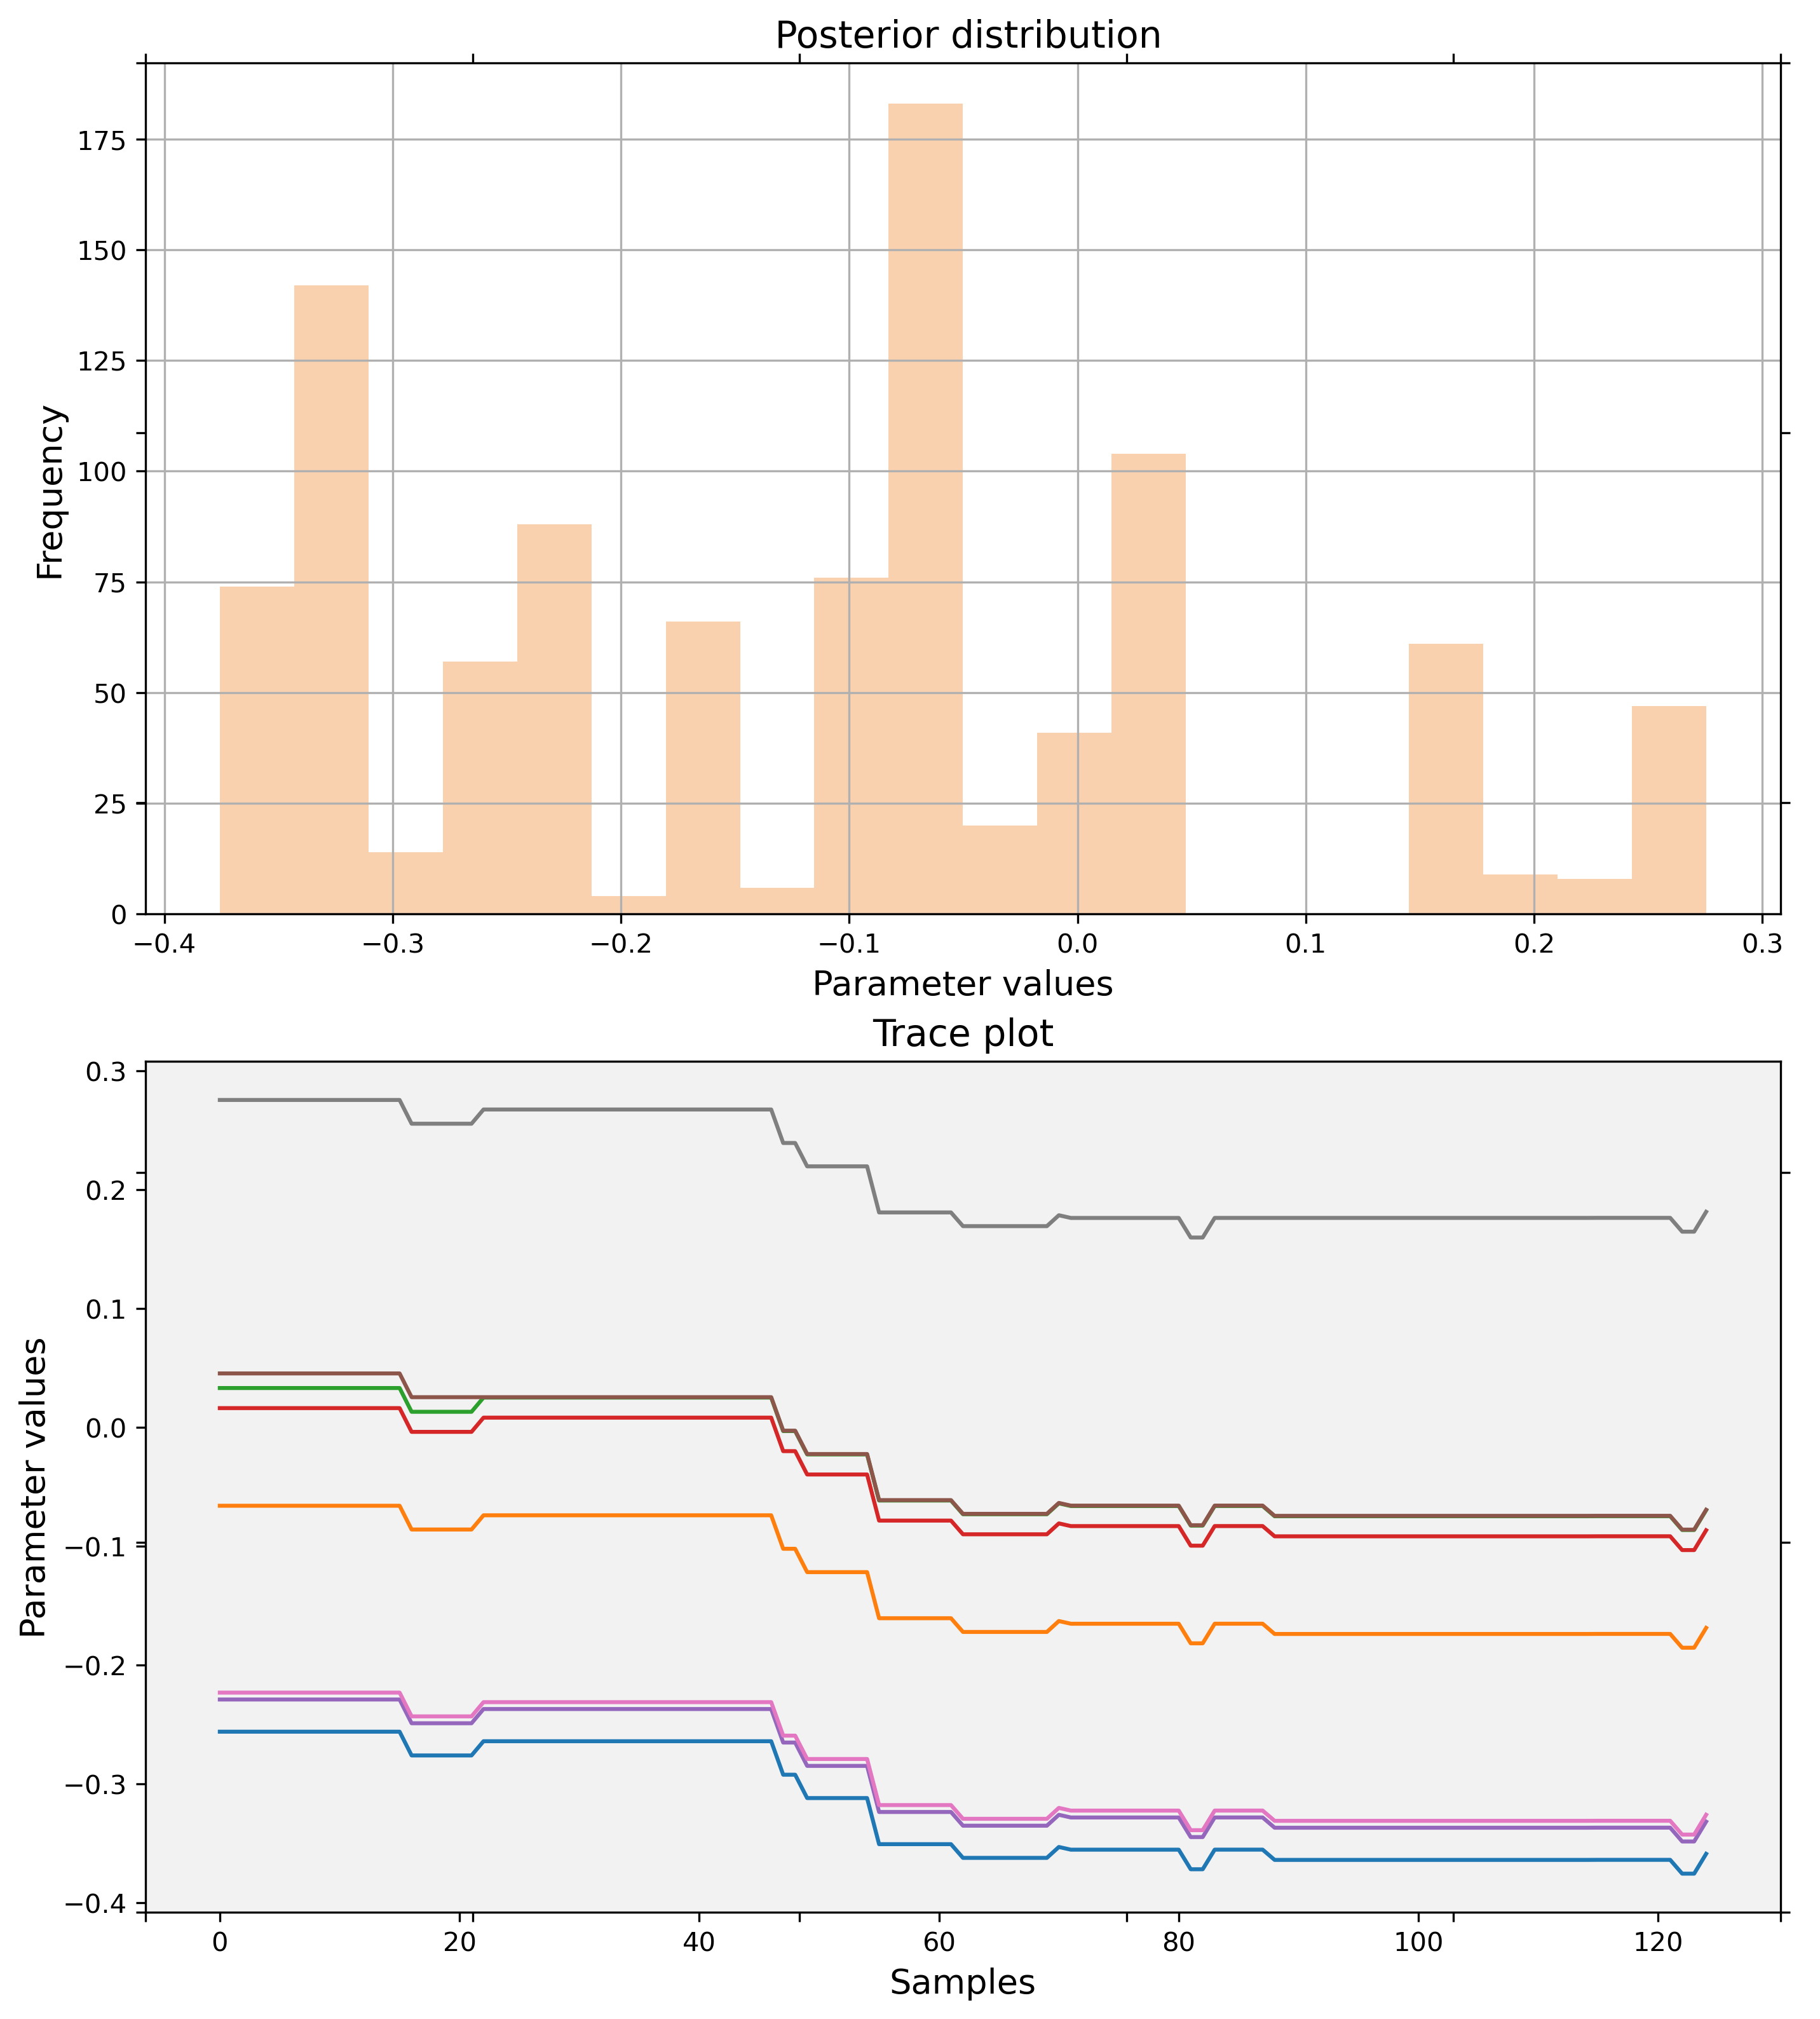 Posterior distribution
175
150
125
100
75
50
25
0
Frequency
−0.4 −0.3 −0.2 −0.1 0.0 0.1 0.2 0.3
Parameter values
Trace plot
0.3
0.2
0.1
0.0
−0.1
−0.2
−0.3
−0.4
Parameter values
0 20 40 60 80 100 120
Samples